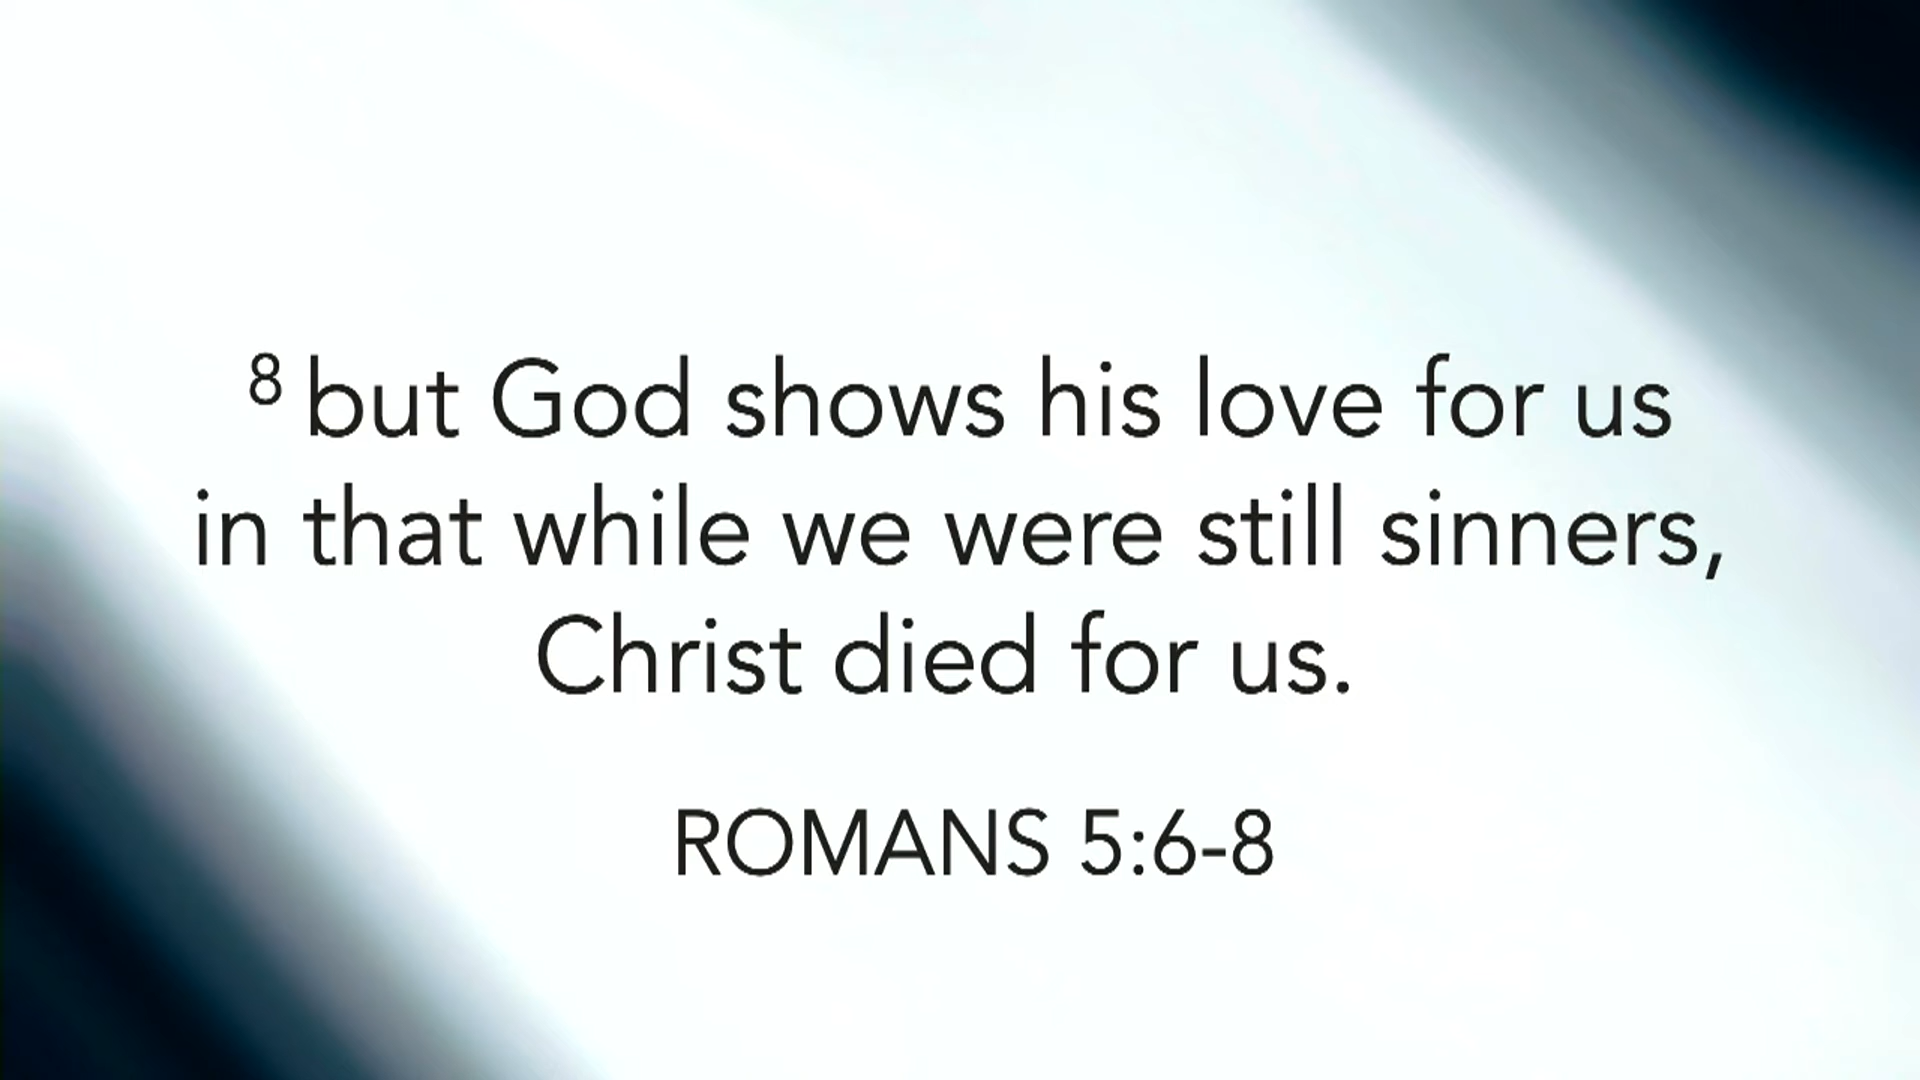 8 but God shows his love for us
in that while we were still sinners,
Christ died for us.
ROMANS 5:6-8